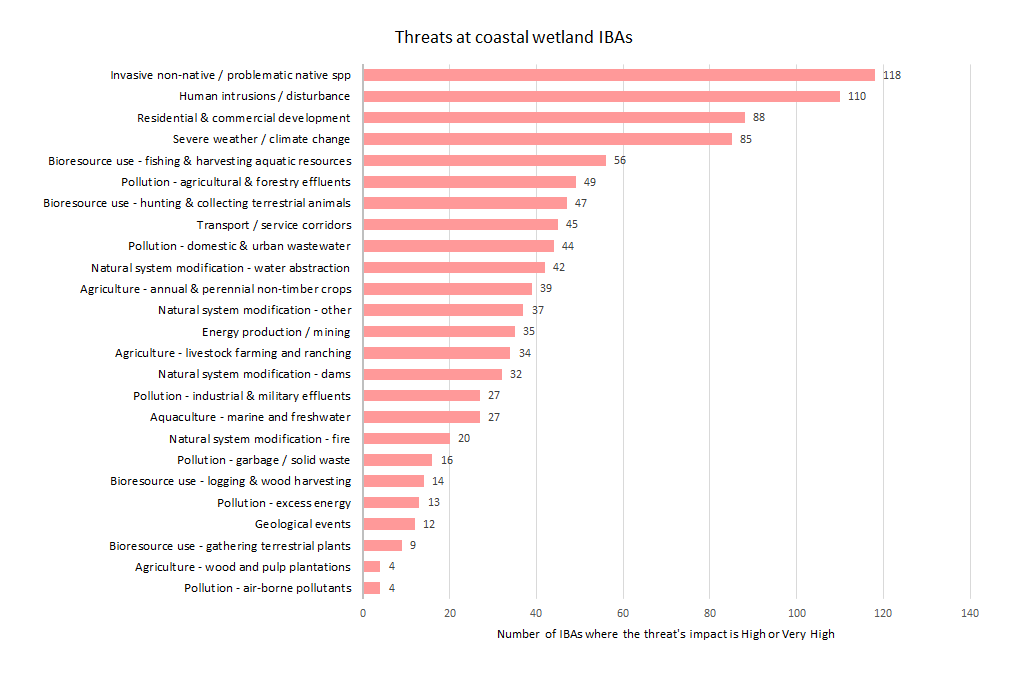 Threats at coastal wetland IBAs
Invasive non-native / problematic native spp 118
Human intrusions / disturbance 110
Residential & commercial development 88
Severe weather / climate change 85
Bioresource use - fishing & harvesting aquatic resources 56
Pollution - agricultural & forestry effluents 49
Bioresource use - hunting & collecting terrestrial animals 47
Transport / service corridors 45
Pollution - domestic & urban wastewater 44
Natural system modification - water abstraction 42
Agriculture - annual & perennial non-timber crops 39
Natural system modification - other 37
Energy production / mining 35
Agriculture - livestock farming and ranching 34
Natural system modification - dams 32
Pollution - industrial & military effluents 27
Aquaculture - marine and freshwater 27
Natural system modification - fire 20
Pollution - garbage / solid waste 16
Bioresource use - logging & wood harvesting 14
Pollution - excess energy 13
Geological events 12
Bioresource use - gathering terrestrial plants 9
Agriculture - wood and pulp plantations 4
Pollution - air-borne pollutants 4
0 20 40 60 80 100 120 140
Number of IBAs where the threat's impact is High or Very High